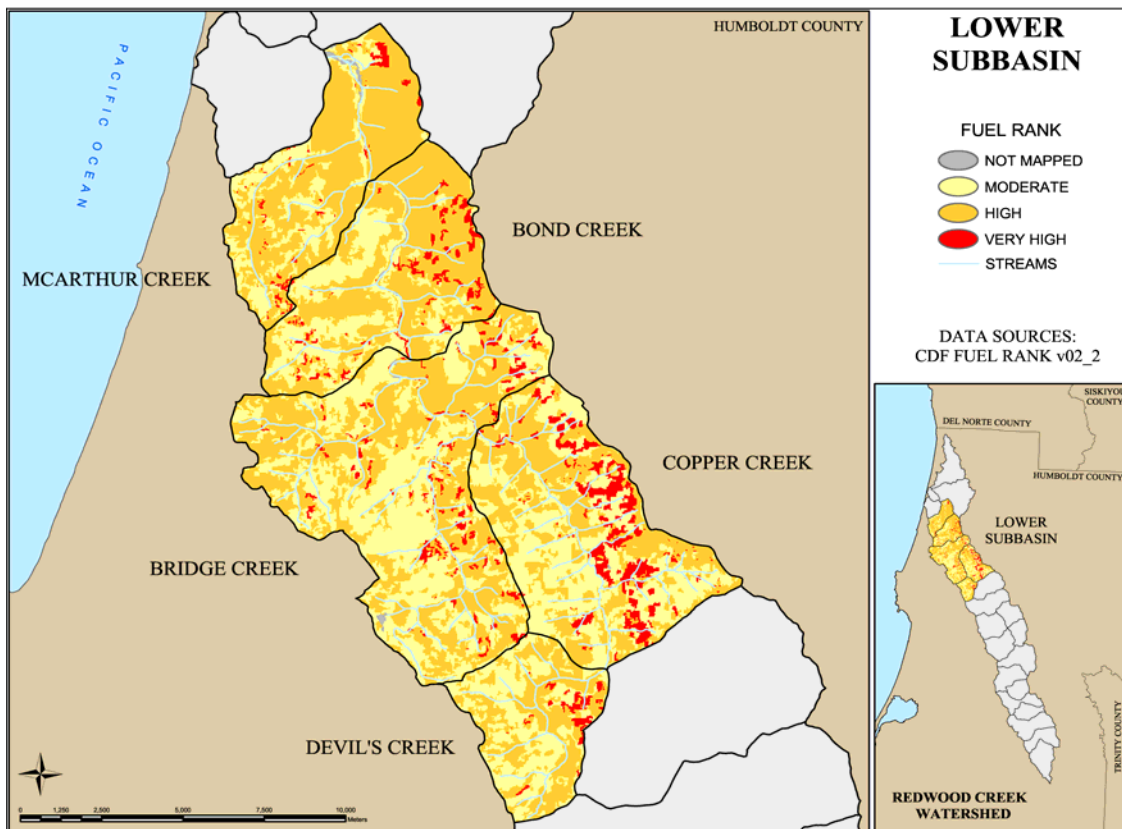 HUMBOLDT COUNTY
PACIFIC OCEAN
BOND CREEK
MCARTHUR CREEK
COPPER CREEK
BRIDGE CREEK
DEVIL'S CREEK
0 1,250 2,500 5,000 7,500 10,000
Meters
LOWER
SUBBASIN
FUEL RANK
NOT MAPPED
MODERATE
HIGH
VERY HIGH
STREAMS
DATA SOURCES:
CDF FUEL RANK v02_2
SISKIYOU
COUNTY
DEL NORTE COUNTY
HUMBOLDT COUNTY
LOWER
SUBBASIN
TRINITY COUNTY
REDWOOD CREEK
WATERSHED